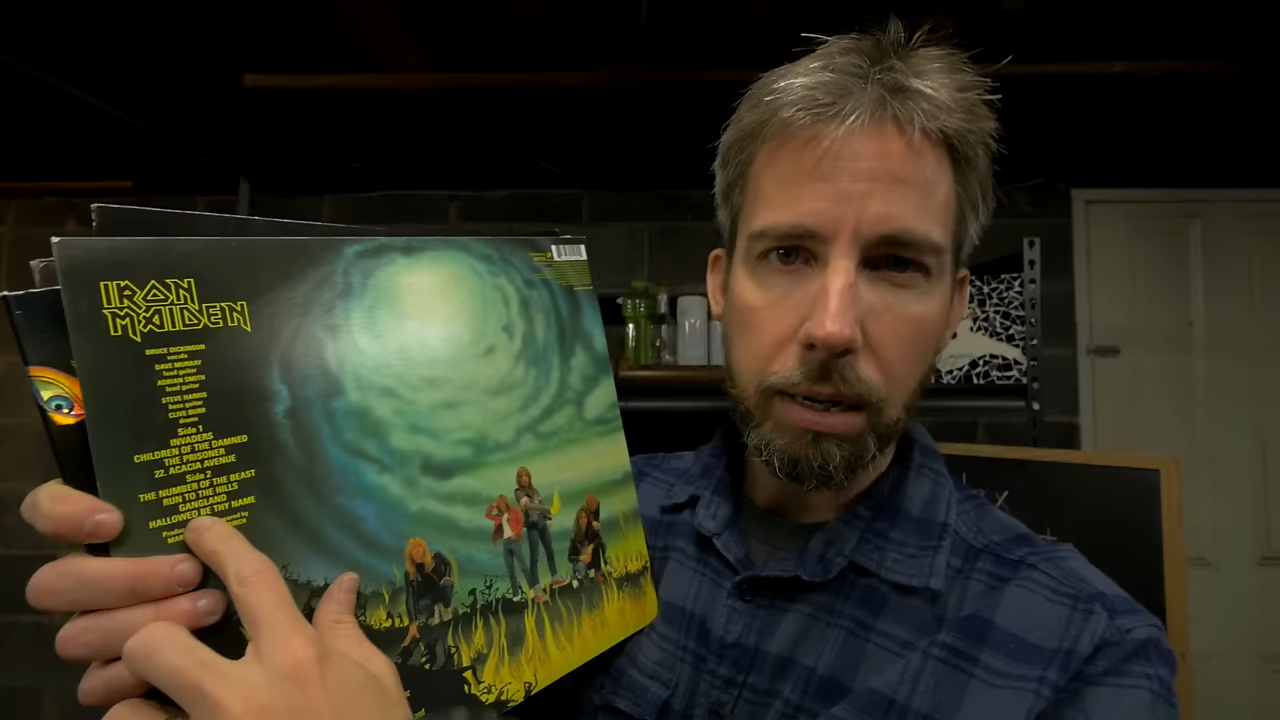 IRON
MAIDEN
BRUCE DICKINSON
vocals
DAVE MURRAY
lead guitar
ADRIAN SMITH
lead guitar
STEVE HARRIS
bass guitar
CLIVE BURR
drums
Side 1
INVADERS
CHILDREN OF THE DAMNED
THE PRISONER
22. ACACIA AVENUE
Side 2
THE NUMBER OF THE BEAST
RUN TO THE HILLS
GANGLAND
HALLOWED BE THY NAME